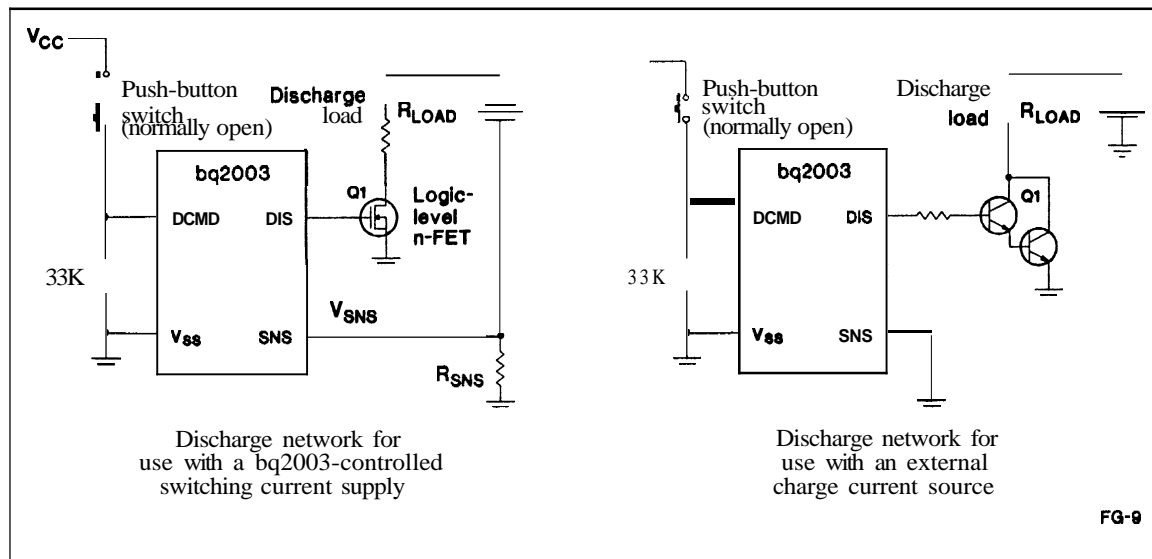 VCC
Push-button
switch
(normally open)
Discharge
load
RLOAD
bq2003
Q1
Logic-
level
n-FET
DCMD
DIS
33K
VSNS
Vss
SNS
RSNS
Discharge network for
use with a bq2003-controlled
switching current supply
Push-button
switch
(normally open)
Discharge
load
RLOAD
bq2003
Q1
DCMD
DIS
33K
Vss
SNS
Discharge network for
use with an external
charge current source
FG-9